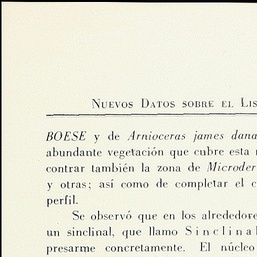 NUEVOS DATOS SOBRE EL LIS
BOESE y de Arnioceras james dana
abundante vegetación que cubre esta
contrar también la zona de Microder
y otras; así como de completar el c
perfil.
Se observó que en los alrededore
un sinclinal, que llamo Sinclinal
presarme concretamente. El núcleo